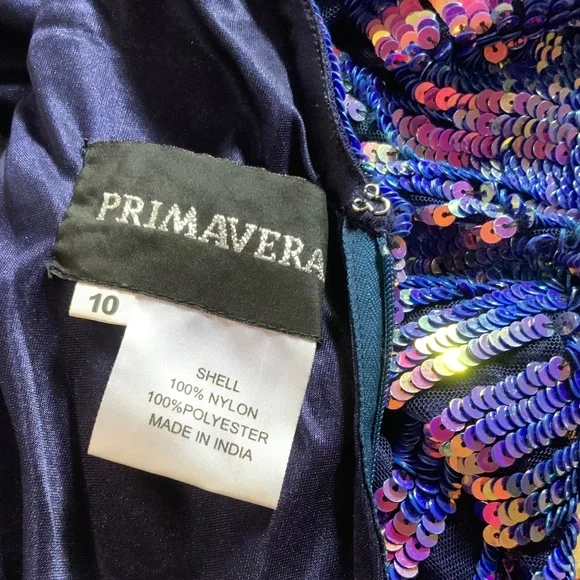 PRIMAVERA
10
SHELL
100% NYLON
100%POLYESTER
MADE IN INDIA